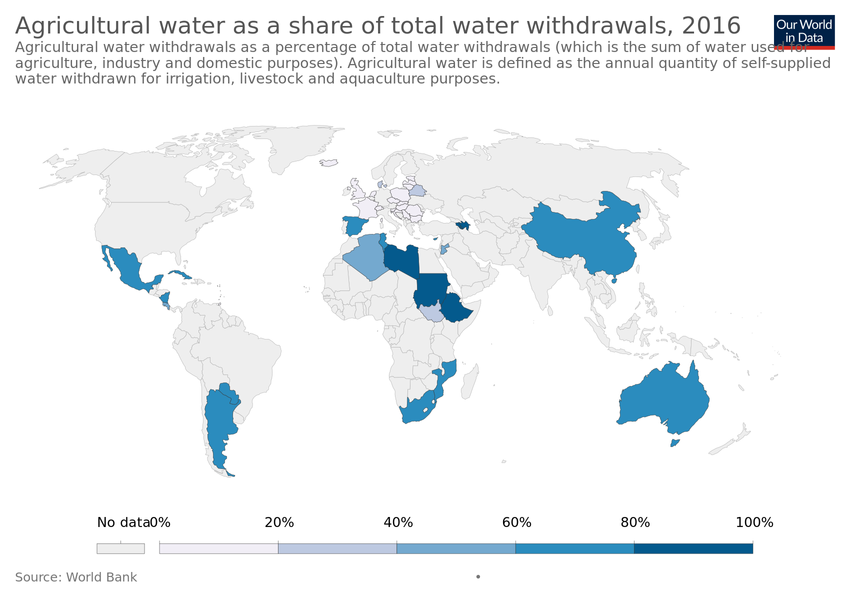 Agricultural water as a share of total water withdrawals, 2016
Our World
in Data
Agricultural water withdrawals as a percentage of total water withdrawals (which is the sum of water used for
agriculture, industry and domestic purposes). Agricultural water is defined as the annual quantity of self-supplied
water withdrawn for irrigation, livestock and aquaculture purposes.
No data 0% 20% 40% 60% 80% 100%
Source: World Bank •